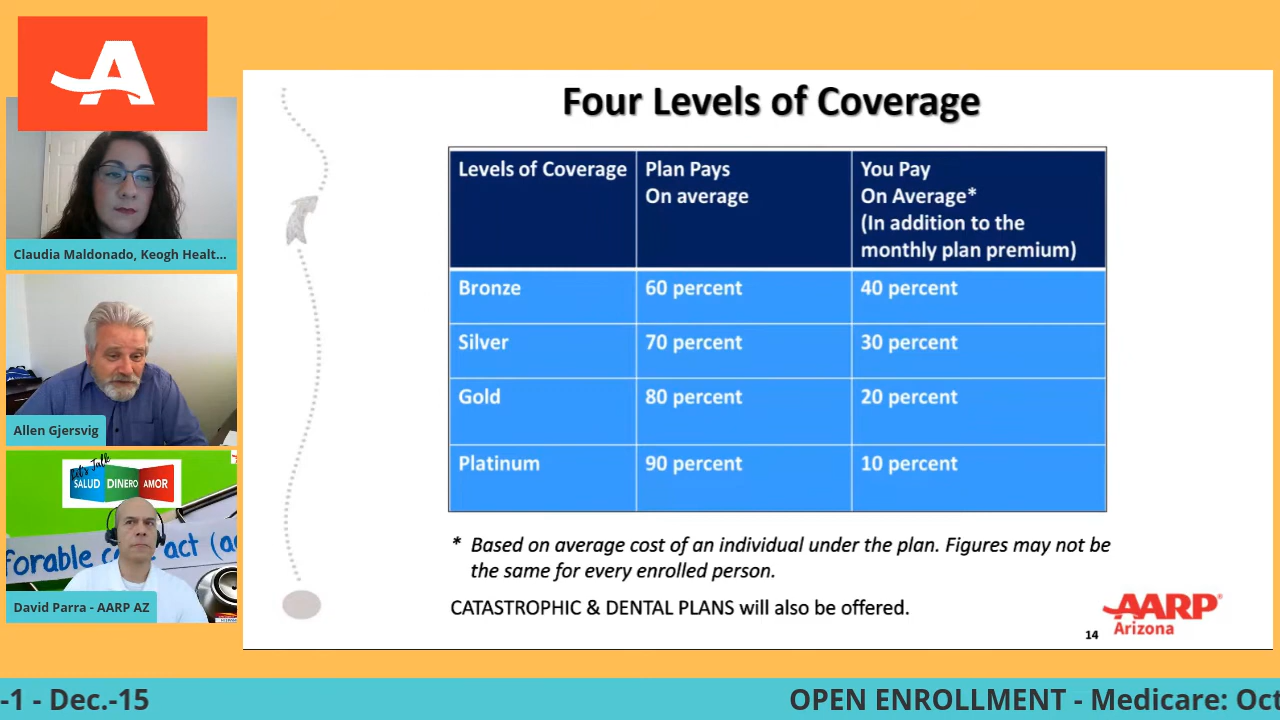 A
Claudia Maldonado, Keogh Healt...
Allen Gjersvig
Let's Talk
SALUD DINERO AMOR
David Parra - AARP AZ
Four Levels of Coverage
Levels of Coverage
Plan Pays
On average
You Pay
On Average*
(In addition to the
monthly plan premium)
Bronze 60 percent 40 percent
Silver 70 percent 30 percent
Gold 80 percent 20 percent
Platinum 90 percent 10 percent
* Based on average cost of an individual under the plan. Figures may not be
the same for every enrolled person.
CATASTROPHIC & DENTAL PLANS will also be offered.
AARP®
Arizona
14
-1 - Dec.-15 OPEN ENROLLMENT - Medicare: Oct